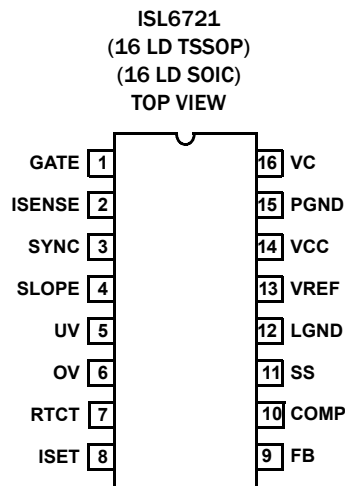 ISL6721
(16 LD TSSOP)
(16 LD SOIC)
TOP VIEW
GATE 1 16 VC
ISENSE 2 15 PGND
SYNC 3 14 VCC
SLOPE 4 13 VREF
UV 5 12 LGND
OV 6 11 SS
RTCT 7 10 COMP
ISET 8 9 FB